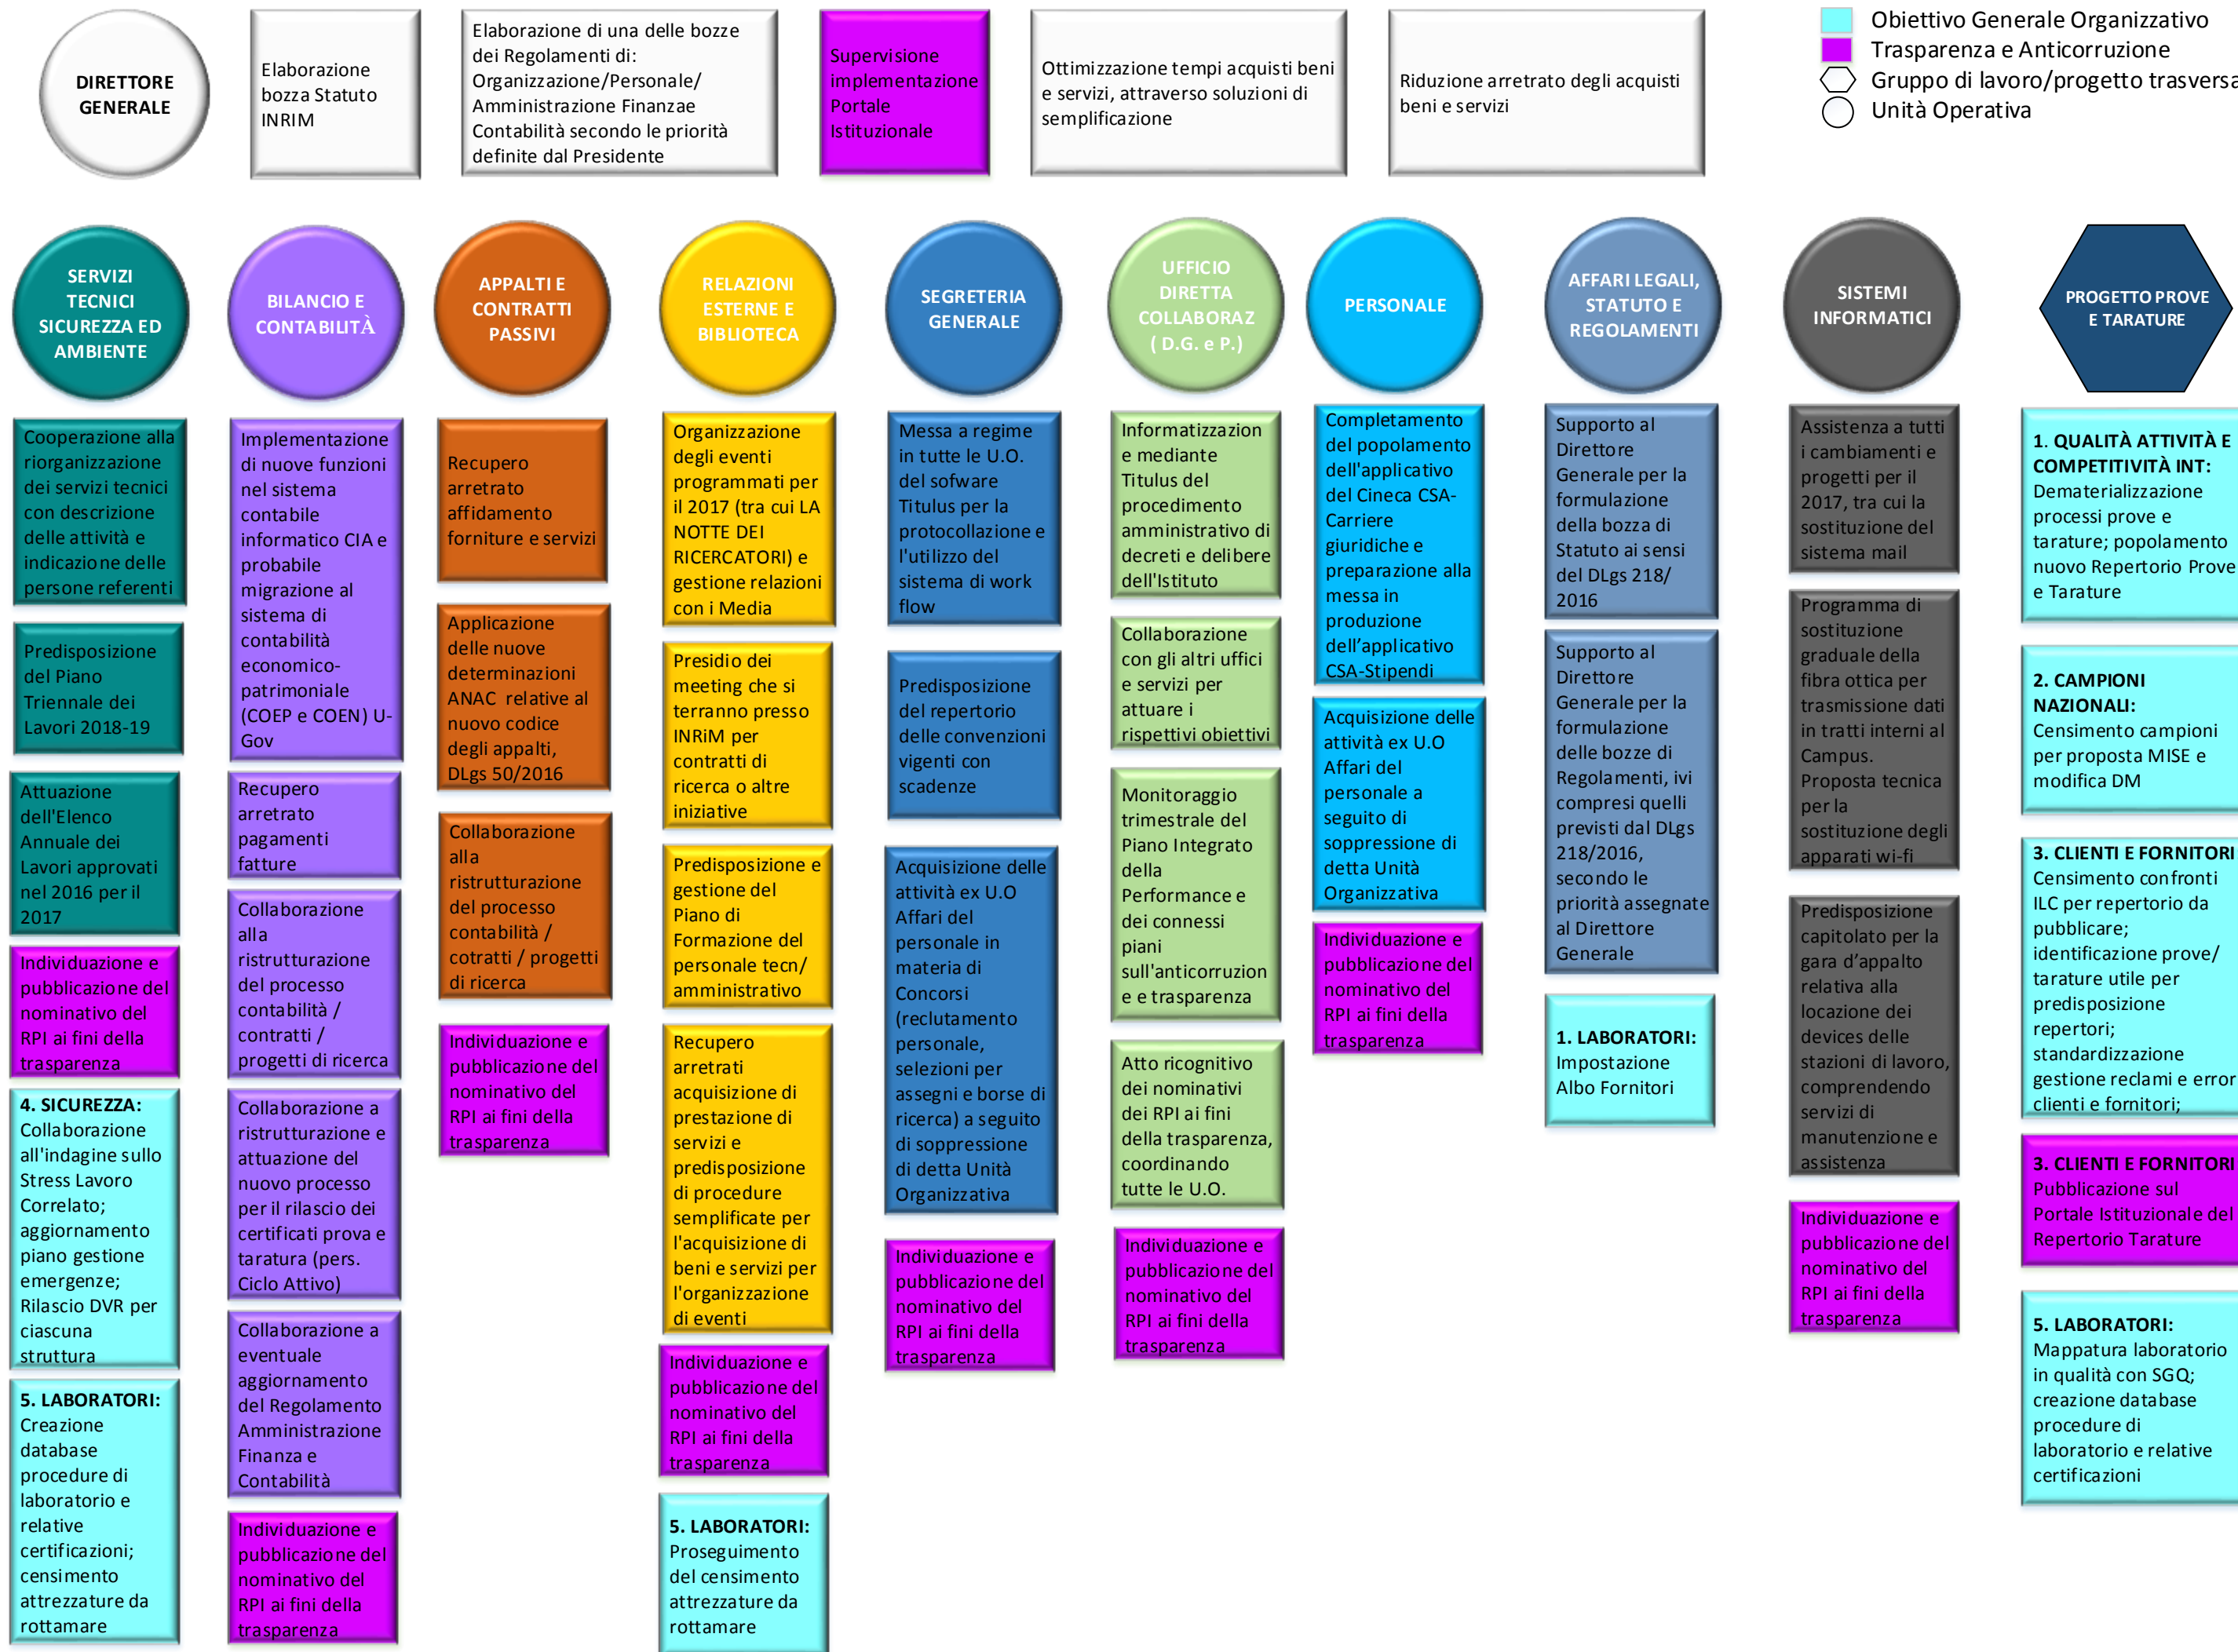 DIRETTORE
GENERALE
Elaborazione
bozza Statuto
INRIM
Elaborazione di una delle bozze
dei Regolamenti di:
Organizzazione/Personale/
Amministrazione Finanzae
Contabilità secondo le priorità
definite dal Presidente
Supervisione
implementazione
Portale
Istituzionale
Ottimizzazione tempi acquisti beni
e servizi, attraverso soluzioni di
semplificazione
Riduzione arretrato degli acquisti
beni e servizi
Obiettivo Generale Organizzativo
Trasparenza e Anticorruzione
Gruppo di lavoro/progetto trasversa
Unità Operativa
SERVIZI
TECNICI
SICUREZZA ED
AMBIENTE
Cooperazione alla
riorganizzazione
dei servizi tecnici
con descrizione
delle attività e
indicazione delle
persone referenti
Predisposizione
del Piano
Triennale dei
Lavori 2018-19
Attuazione
dell'Elenco
Annuale dei
Lavori approvati
nel 2016 per il
2017
Individuazione e
pubblicazione del
nominativo del
RPI ai fini della
trasparenza
4. SICUREZZA:
Collaborazione
all'indagine sullo
Stress Lavoro
Correlato;
aggiornamento
piano gestione
emergenze;
Rilascio DVR per
ciascuna
struttura
5. LABORATORI:
Creazione
database
procedure di
laboratorio e
relative
certificazioni;
censimento
attrezzature da
rottamare
BILANCIO E
CONTABILITÀ
Implementazione
di nuove funzioni
nel sistema
contabile
informatico CIA e
probabile
migrazione al
sistema di
contabilità
economico-
patrimoniale
(COEP e COEN) U-
Gov
Recupero
arretrato
pagamenti
fatture
Collaborazione
alla
ristrutturazione
del processo
contabilità /
contratti /
progetti di ricerca
Collaborazione a
ristrutturazione e
attuazione del
nuovo processo
per il rilascio dei
certificati prova e
taratura (pers.
Ciclo Attivo)
Collaborazione a
eventuale
aggiornamento
del Regolamento
Amministrazione
Finanza e
Contabilità
Individuazione e
pubblicazione del
nominativo del
RPI ai fini della
trasparenza
APPALTI E
CONTRATTI
PASSIVI
Recupero
arretrato
affidamento
forniture e servizi
Applicazione
delle nuove
determinazioni
ANAC relative al
nuovo codice
degli appalti,
DLgs 50/2016
Collaborazione
alla
ristrutturazione
del processo
contabilità /
cotratti / progetti
di ricerca
Individuazione e
pubblicazione del
nominativo del
RPI ai fini della
trasparenza
RELAZIONI
ESTERNE E
BIBLIOTECA
Organizzazione
degli eventi
programmati per
il 2017 (tra cui LA
NOTTE DEI
RICERCATORI) e
gestione relazioni
con i Media
Presidio dei
meeting che si
terranno presso
INRiM per
contratti di
ricerca o altre
iniziative
Predisposizione e
gestione del
Piano di
Formazione del
personale tecn/
amministrativo
Recupero
arretrati
acquisizione di
prestazione di
servizi e
predisposizione
di procedure
semplificate per
l'acquisizione di
beni e servizi per
l'organizzazione
di eventi
Individuazione e
pubblicazione del
nominativo del
RPI ai fini della
trasparenza
5. LABORATORI:
Proseguimento
del censimento
attrezzature da
rottamare
SEGRETERIA
GENERALE
Messa a regime
in tutte le U.O.
del sofware
Titulus per la
protocollazione e
l'utilizzo del
sistema di work
flow
Predisposizione
del repertorio
delle convenzioni
vigenti con
scadenze
Acquisizione delle
attività ex U.O
Affari del
personale in
materia di
Concorsi
(reclutamento
personale,
selezioni per
assegni e borse di
ricerca) a seguito
di soppressione
di detta Unità
Organizzativa
Individuazione e
pubblicazione del
nominativo del
RPI ai fini della
trasparenza
UFFICIO
DIRETTA
COLLABORAZ
( D.G. e P.)
Informatizzazion
e mediante
Titulus del
procedimento
amministrativo di
decreti e delibere
dell'Istituto
Collaborazione
con gli altri uffici
e servizi per
attuare i
rispettivi obiettivi
Monitoraggio
trimestrale del
Piano Integrato
della
Performance e
dei connessi
piani
sull'anticorruzion
e e trasparenza
Atto ricognitivo
dei nominativi
dei RPI ai fini
della trasparenza,
coordinando
tutte le U.O.
Individuazione e
pubblicazione del
nominativo del
RPI ai fini della
trasparenza
PERSONALE
Completamento
del popolamento
dell'applicativo
del Cineca CSA-
Carriere
giuridiche e
preparazione alla
messa in
produzione
dell’applicativo
CSA-Stipendi
Acquisizione delle
attività ex U.O
Affari del
personale a
seguito di
soppressione di
detta Unità
Organizzativa
Individuazione e
pubblicazione del
nominativo del
RPI ai fini della
trasparenza
AFFARI LEGALI,
STATUTO E
REGOLAMENTI
Supporto al
Direttore
Generale per la
formulazione
della bozza di
Statuto ai sensi
del DLgs 218/
2016
Supporto al
Direttore
Generale per la
formulazione
delle bozze di
Regolamenti, ivi
compresi quelli
previsti dal DLgs
218/2016,
secondo le
priorità assegnate
al Direttore
Generale
1. LABORATORI:
Impostazione
Albo Fornitori
SISTEMI
INFORMATICI
Assistenza a tutti
i cambiamenti e
progetti per il
2017, tra cui la
sostituzione del
sistema mail
Programma di
sostituzione
graduale della
fibra ottica per
trasmissione dati
in tratti interni al
Campus.
Proposta tecnica
per la
sostituzione degli
apparati wi-fi
Predisposizione
capitolato per la
gara d’appalto
relativa alla
locazione dei
devices delle
stazioni di lavoro,
comprendendo
servizi di
manutenzione e
assistenza
Individuazione e
pubblicazione del
nominativo del
RPI ai fini della
trasparenza
PROGETTO PROVE
E TARATURE
1. QUALITÀ ATTIVITÀ E
COMPETITIVITÀ INT:
Dematerializzazione
processi prove e
tarature; popolamento
nuovo Repertorio Prove
e Tarature
2. CAMPIONI
NAZIONALI:
Censimento campioni
per proposta MISE e
modifica DM
3. CLIENTI E FORNITORI
Censimento confronti
ILC per repertorio da
pubblicare;
identificazione prove/
tarature utile per
predisposizione
repertori;
standardizzazione
gestione reclami e error
clienti e fornitori;
3. CLIENTI E FORNITORI
Pubblicazione sul
Portale Istituzionale del
Repertorio Tarature
5. LABORATORI:
Mappatura laboratorio
in qualità con SGQ;
creazione database
procedure di
laboratorio e relative
certificazioni